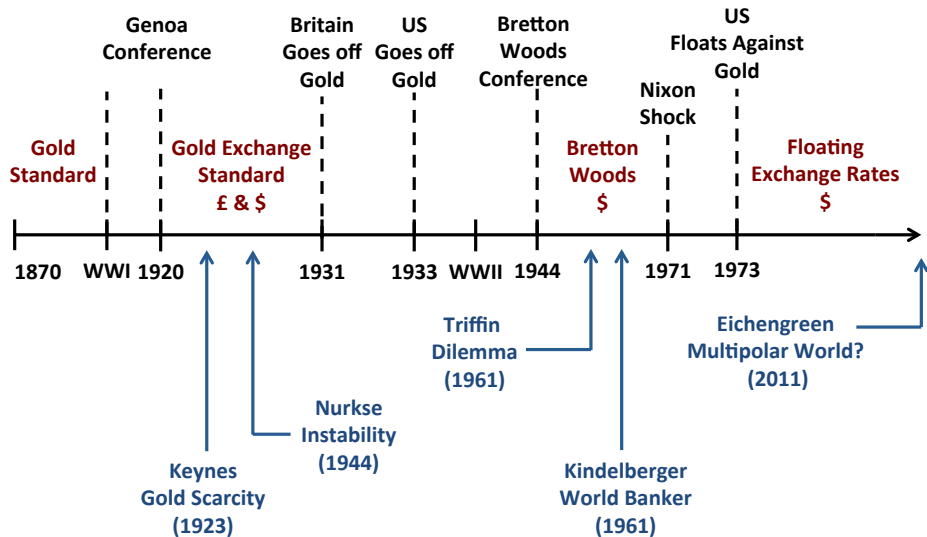 Genoa
Conference
Britain
Goes off
Gold
US
Goes off
Gold
Bretton
Woods
Conference
Nixon
Shock
US
Floats Against
Gold
Gold
Standard
Gold Exchange
Standard
£ & $
Bretton
Woods
$
Floating
Exchange Rates
$
1870 WWI 1920 1931 1933 WWII 1944 1971 1973
Keynes
Gold Scarcity
(1923)
Nurkse
Instability
(1944)
Triffin
Dilemma
(1961)
Kindelberger
World Banker
(1961)
Eichengreen
Multipolar World?
(2011)